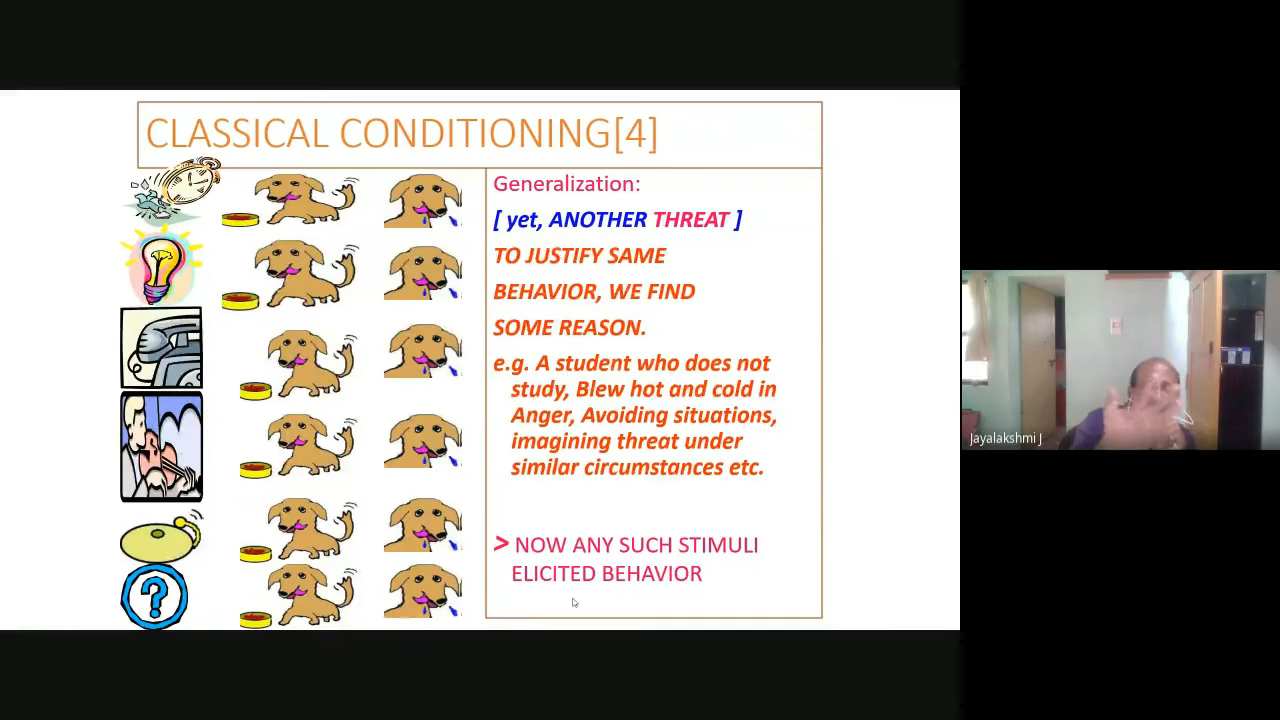 CLASSICAL CONDITIONING[4]
Generalization:
[ yet, ANOTHER THREAT ]
TO JUSTIFY SAME
BEHAVIOR, WE FIND
SOME REASON.
e.g. A student who does not
study, Blew hot and cold in
Anger, Avoiding situations,
imagining threat under
similar circumstances etc.
> NOW ANY SUCH STIMULI
ELICITED BEHAVIOR
?
Jayalakshmi J